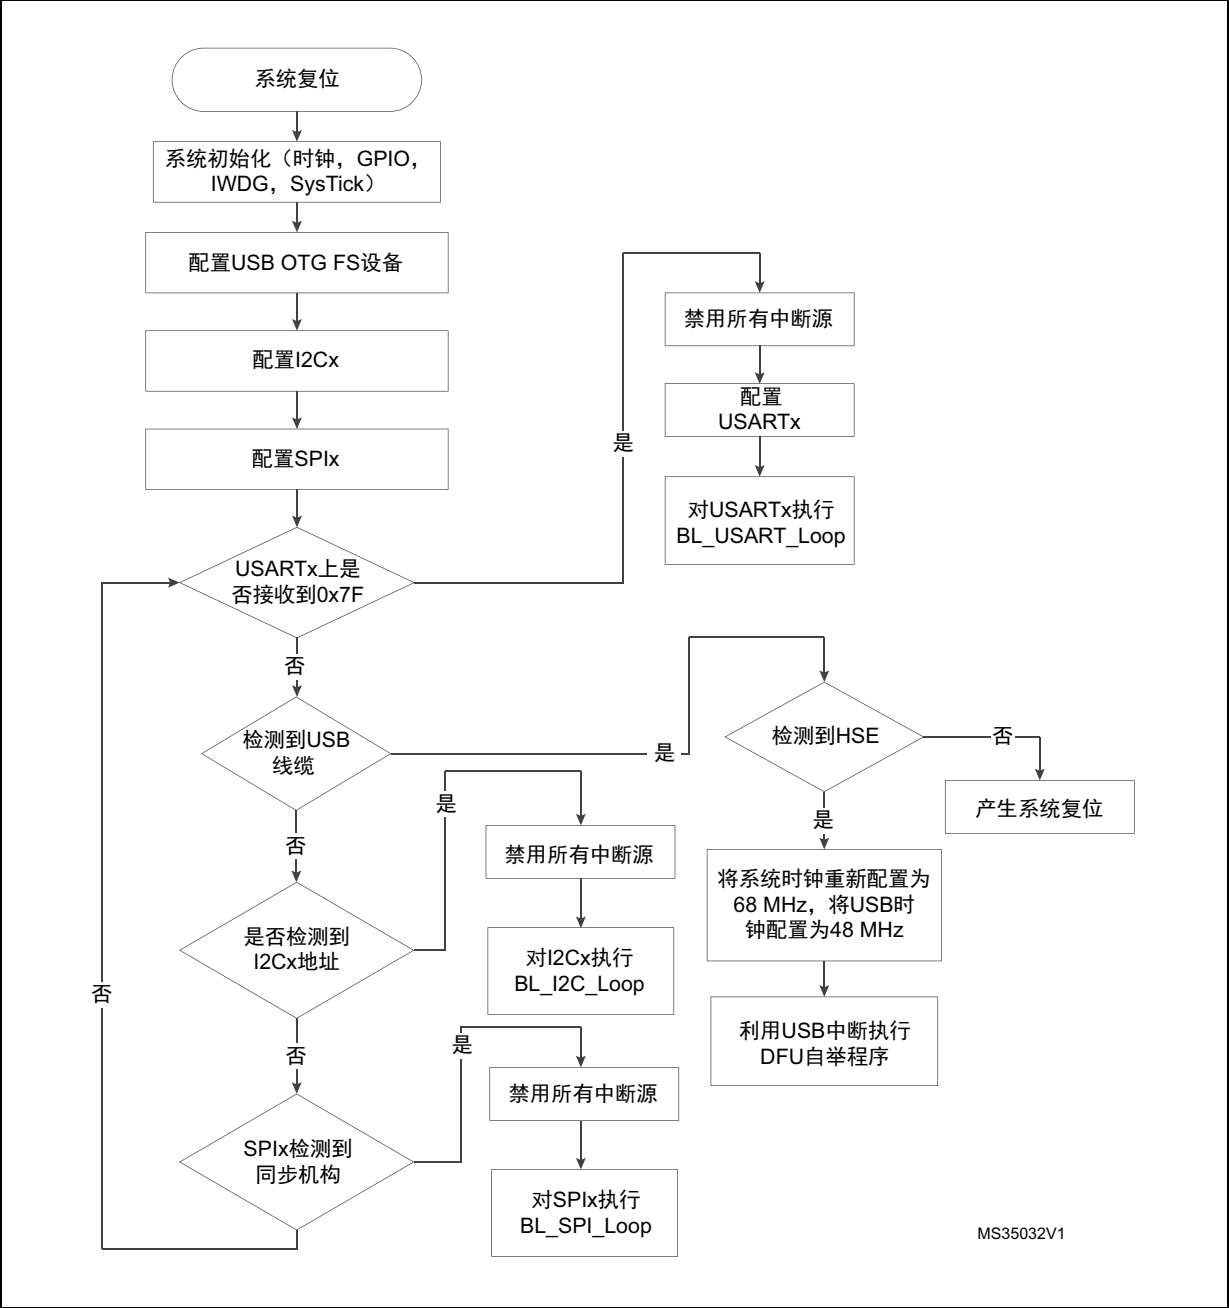 系统复位
系统初始化（时钟，GPIO，
IWDG，SysTick）
配置USB OTG FS设备
配置I2Cx
配置SPIx
USARTx上是
否接收到0x7F
是
禁用所有中断源
配置
USARTx
对USARTx执行
BL_USART_Loop
否
检测到USB
线缆
是
检测到HSE
否
产生系统复位
是
将系统时钟重新配置为
68 MHz，将USB时
钟配置为48 MHz
利用USB中断执行
DFU自举程序
否
是否检测到
I2Cx地址
是
禁用所有中断源
对I2Cx执行
BL_I2C_Loop
否
SPIx检测到
同步机构
是
禁用所有中断源
对SPIx执行
BL_SPI_Loop
否
MS35032V1